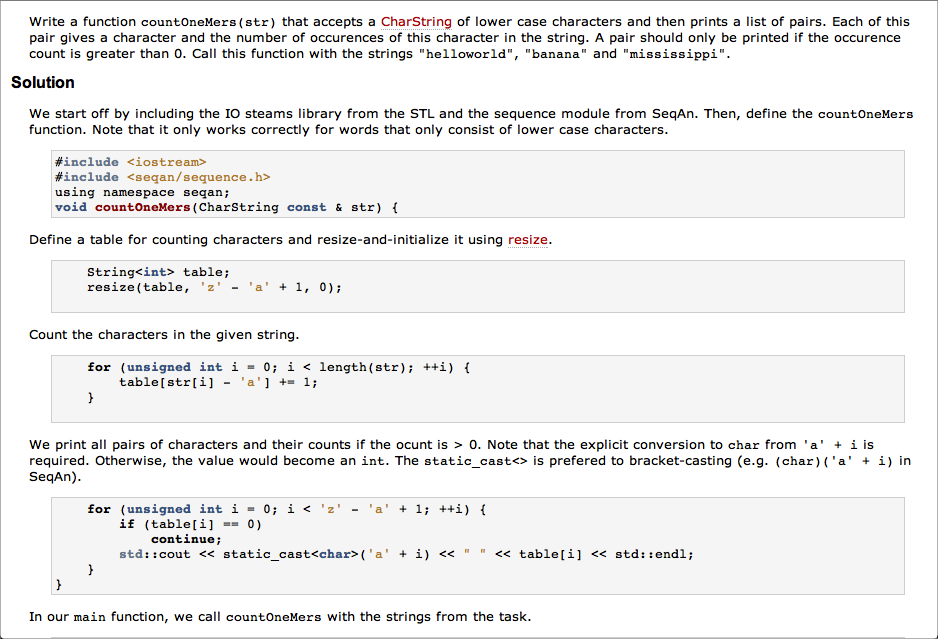 Write a function countOneMers(str) that accepts a CharString of lower case characters and then prints a list of pairs. Each of this
pair gives a character and the number of occurences of this character in the string. A pair should only be printed if the occurence
count is greater than 0. Call this function with the strings "helloworld", "banana" and "mississippi".
Solution
We start off by including the IO steams library from the STL and the sequence module from SeqAn. Then, define the countOneMers
function. Note that it only works correctly for words that only consist of lower case characters.
#include <iostream>
#include <seqan/sequence.h>
using namespace seqan;
void countOneMers(CharString const & str) {
Define a table for counting characters and resize-and-initialize it using resize.
String<int> table;
resize(table, 'z' - 'a' + 1, 0);
Count the characters in the given string.
for (unsigned int i = 0; i < length(str); ++i) {
table[str[i] - 'a'] += 1;
}
We print all pairs of characters and their counts if the ocunt is > 0. Note that the explicit conversion to char from 'a' + i is
required. Otherwise, the value would become an int. The static_cast<> is prefered to bracket-casting (e.g. (char)('a' + i) in
SeqAn).
for (unsigned int i = 0; i < 'z' - 'a' + 1; ++i) {
if (table[i] == 0)
continue;
std::cout << static_cast<char>('a' + i) << " " << table[i] << std::endl;
}
}
In our main function, we call countOneMers with the strings from the task.